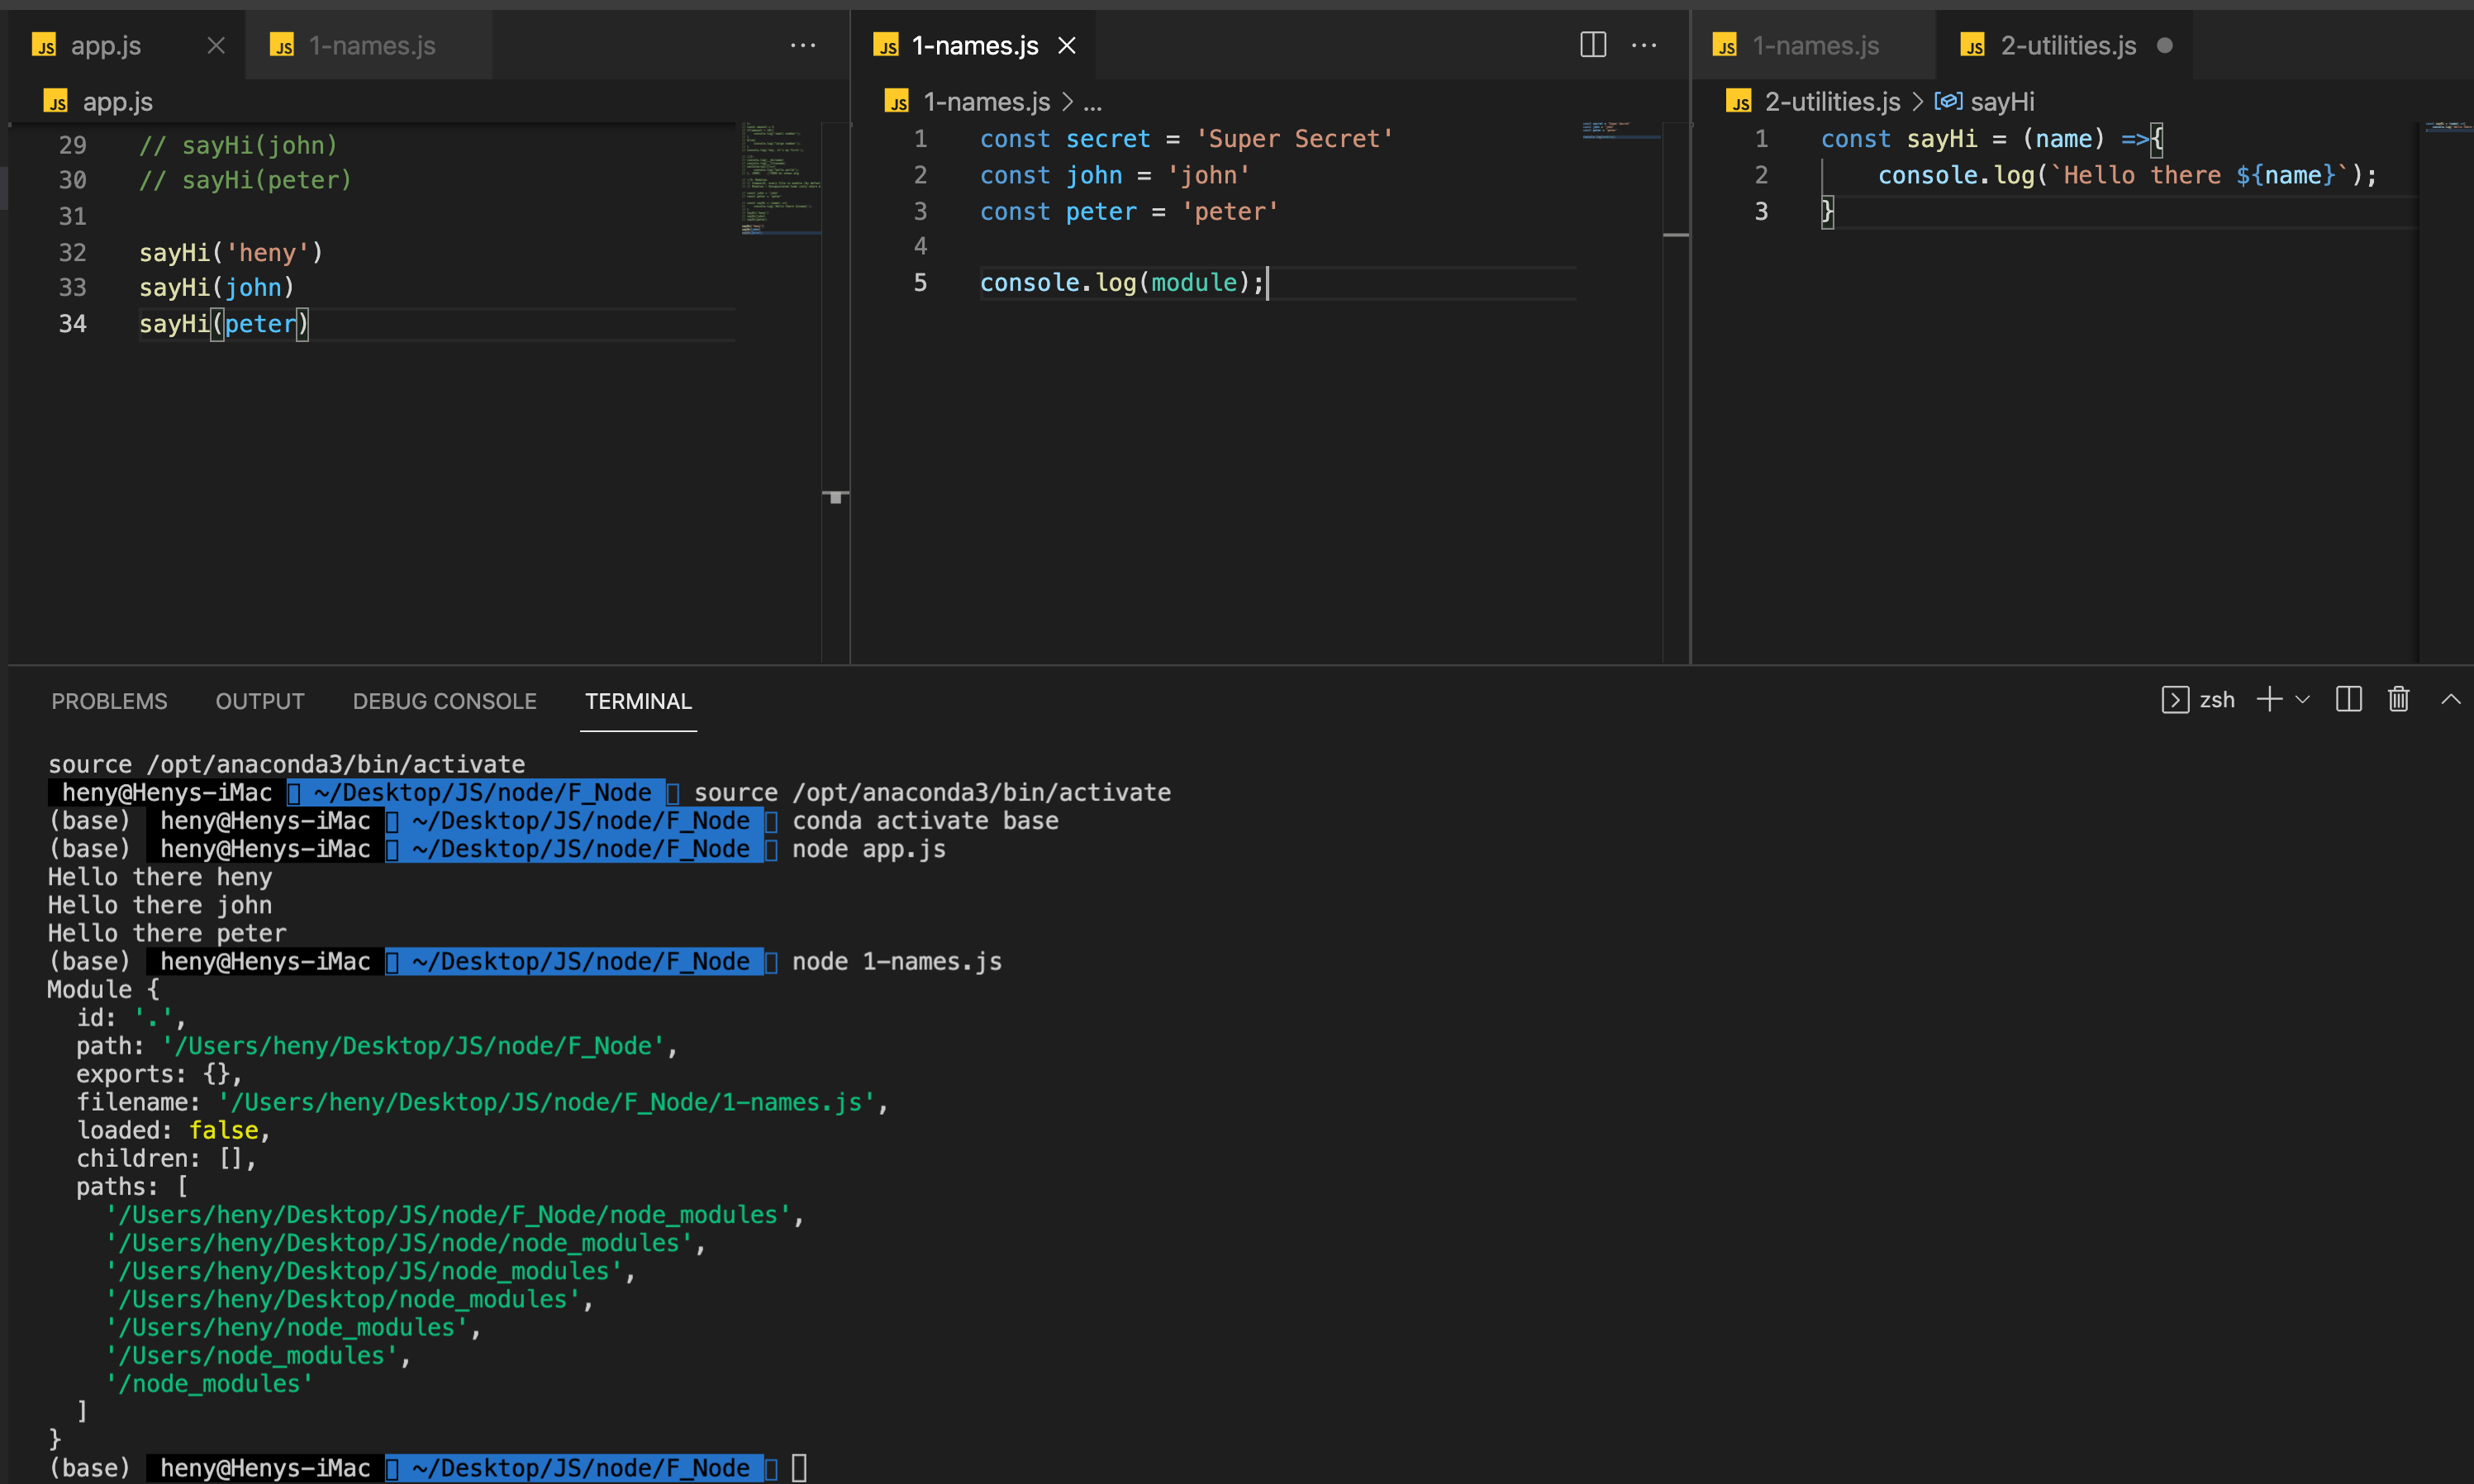 JS app.js × JS 1-names.js ...
JS app.js
29 // sayHi(john)
30 // sayHi(peter)
31
32 sayHi('heny')
33 sayHi(john)
34 sayHi(peter)
JS 1-names.js × ...
JS 1-names.js > ...
1 const secret = 'Super Secret'
2 const john = 'john'
3 const peter = 'peter'
4
5 console.log(module);
JS 1-names.js JS 2-utilities.js ●
JS 2-utilities.js > sayHi
1 const sayHi = (name) =>{
2 console.log(`Hello there ${name}`);
3 }
PROBLEMS OUTPUT DEBUG CONSOLE TERMINAL zsh
source /opt/anaconda3/bin/activate
heny@Henys-iMac ~/Desktop/JS/node/F_Node source /opt/anaconda3/bin/activate
(base) heny@Henys-iMac ~/Desktop/JS/node/F_Node conda activate base
(base) heny@Henys-iMac ~/Desktop/JS/node/F_Node node app.js
Hello there heny
Hello there john
Hello there peter
(base) heny@Henys-iMac ~/Desktop/JS/node/F_Node node 1-names.js
Module {
id: '.',
path: '/Users/heny/Desktop/JS/node/F_Node',
exports: {},
filename: '/Users/heny/Desktop/JS/node/F_Node/1-names.js',
loaded: false,
children: [],
paths: [
'/Users/heny/Desktop/JS/node/F_Node/node_modules',
'/Users/heny/Desktop/JS/node/node_modules',
'/Users/heny/Desktop/JS/node_modules',
'/Users/heny/Desktop/node_modules',
'/Users/heny/node_modules',
'/Users/node_modules',
'/node_modules'
]
}
(base) heny@Henys-iMac ~/Desktop/JS/node/F_Node